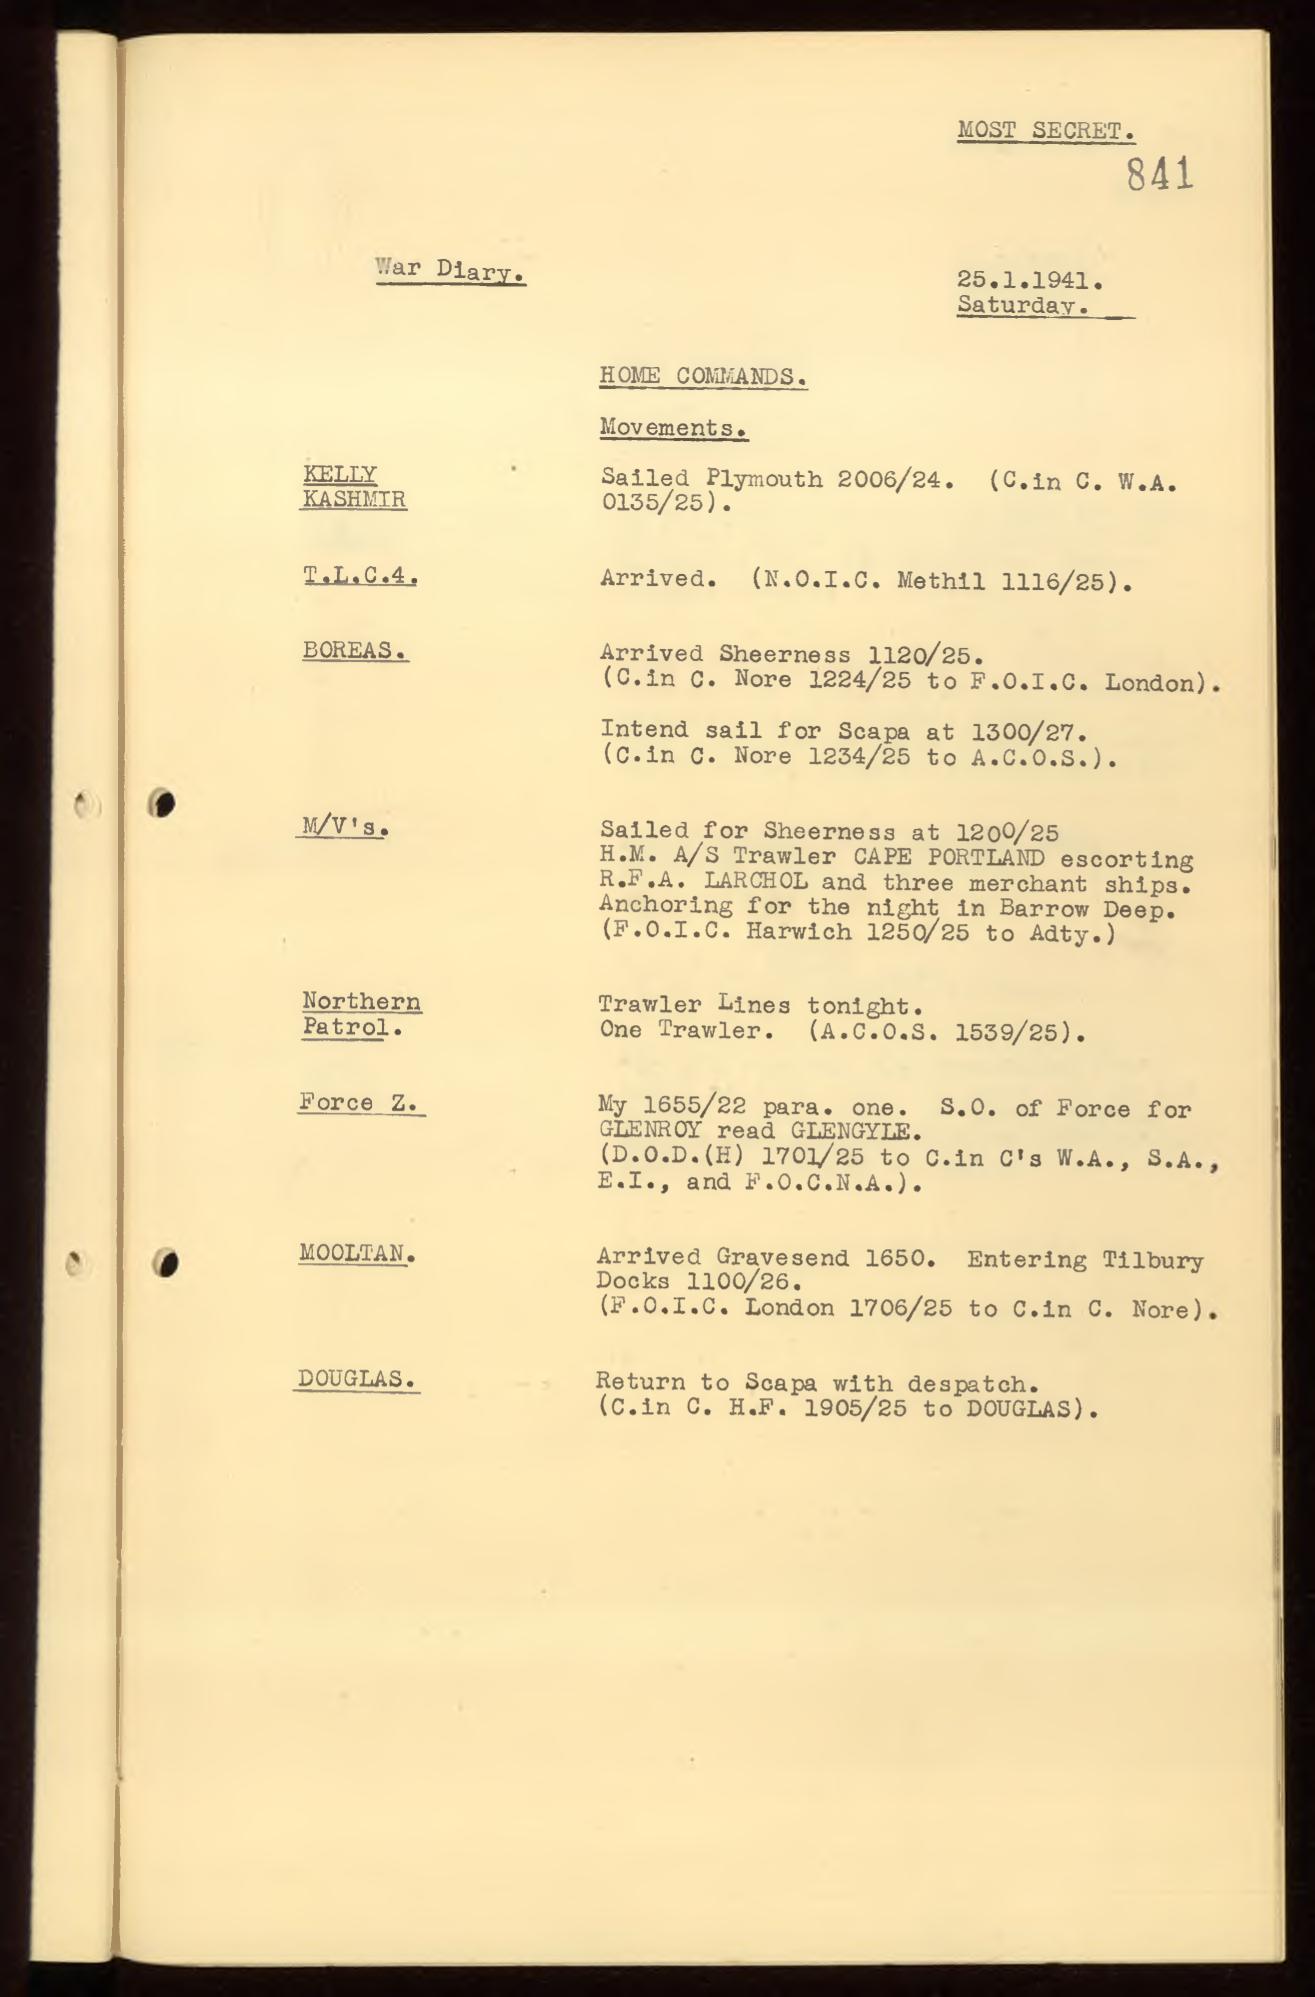 MOST SECRET.
841
War Diary.
25.1.1941.
Saturday.
HOME COMMANDS.
Movements.
KELLY
KASHMIR
Sailed Plymouth 2006/24. (C.in C. W.A.
0135/25).
T.L.C.4.
Arrived. (N.O.I.C. Methil 1116/25).
BOREAS.
Arrived Sheerness 1120/25.
(C.in C. Nore 1224/25 to F.O.I.C. London).
Intend sail for Scapa at 1300/27.
(C.in C. Nore 1234/25 to A.C.O.S.).
M/V's.
Sailed for Sheerness at 1200/25
H.M. A/S Trawler CAPE PORTLAND escorting
R.F.A. LARCHOL and three merchant ships.
Anchoring for the night in Barrow Deep.
(F.O.I.C. Harwich 1250/25 to Adty.)
Northern
Patrol.
Trawler Lines tonight.
One Trawler. (A.C.O.S. 1539/25).
Force Z.
My 1655/22 para. one. S.O. of Force for
GLENROY read GLENGYLE.
(D.O.D.(H) 1701/25 to C.in C's W.A., S.A.,
E.I., and F.O.C.N.A.).
MOOLTAN.
Arrived Gravesend 1650. Entering Tilbury
Docks 1100/26.
(F.O.I.C. London 1706/25 to C.in C. Nore).
DOUGLAS.
Return to Scapa with despatch.
(C.in C. H.F. 1905/25 to DOUGLAS).